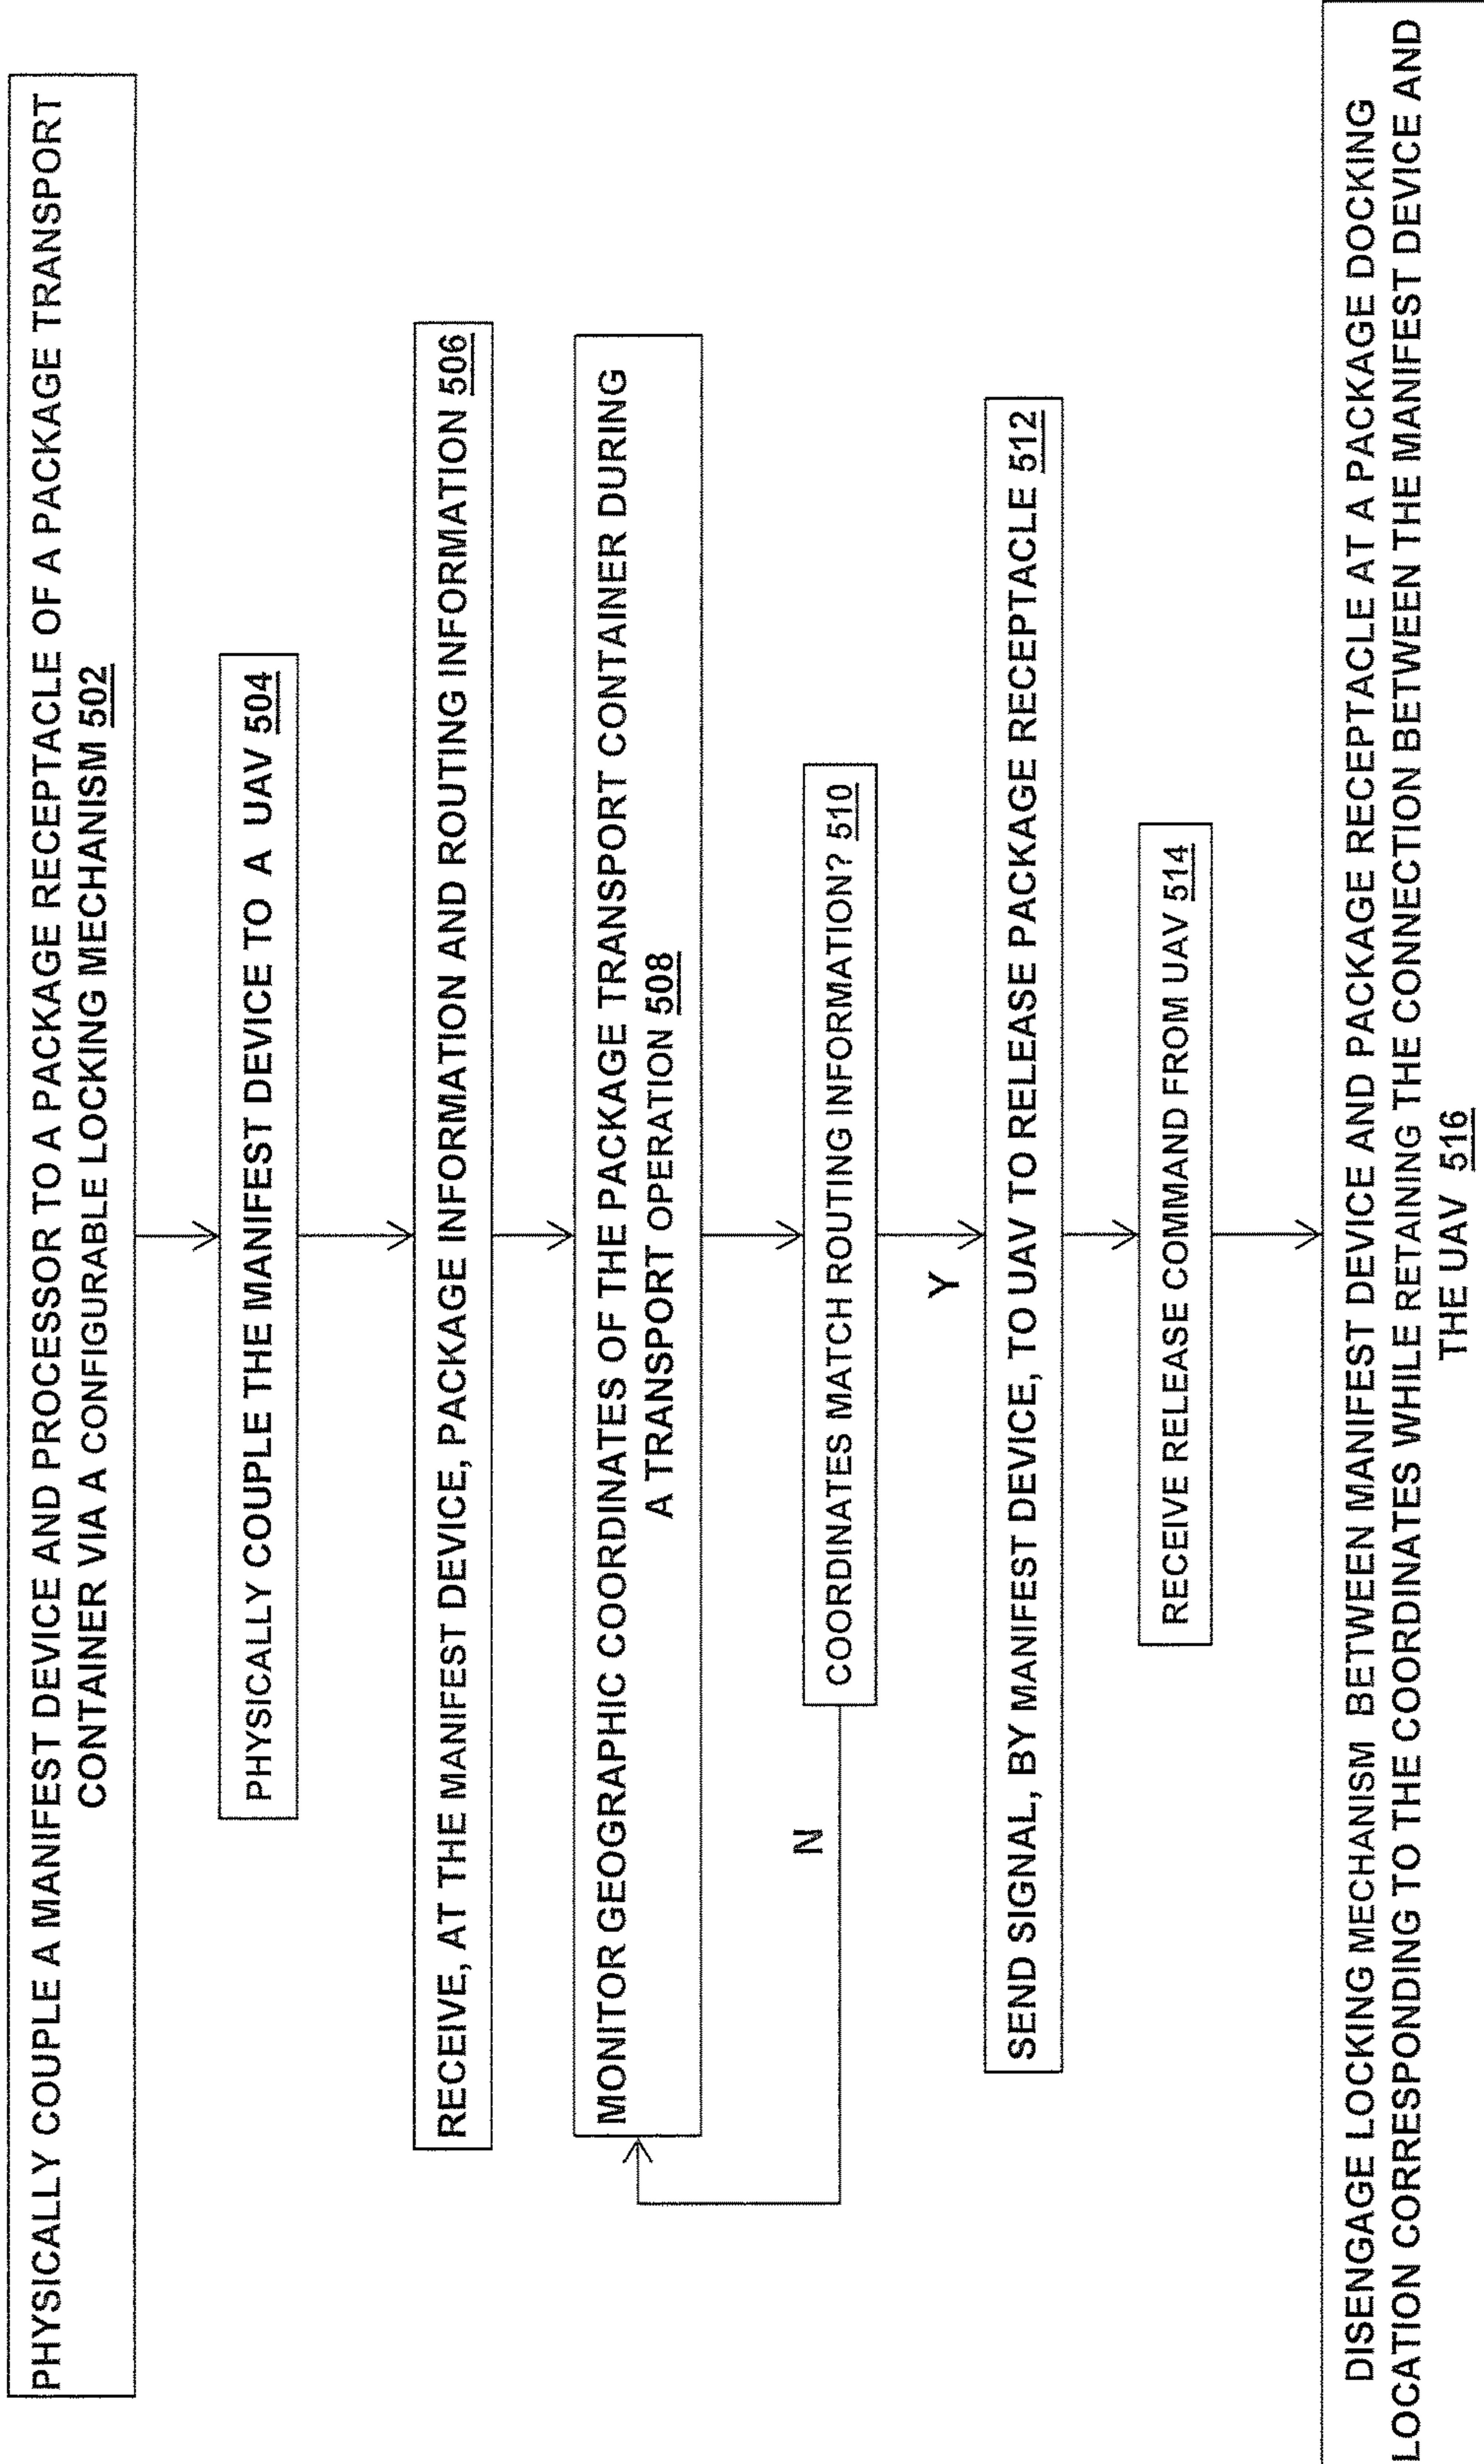 PHYSICALLY COUPLE A MANIFEST DEVICE AND PROCESSOR TO A PACKAGE RECEPTACLE OF A PACKAGE TRANSPORT
CONTAINER VIA A CONFIGURABLE LOCKING MECHANISM 502
PHYSICALLY COUPLE THE MANIFEST DEVICE TO A UAV 504
RECEIVE, AT THE MANIFEST DEVICE, PACKAGE INFORMATION AND ROUTING INFORMATION 506
MONITOR GEOGRAPHIC COORDINATES OF THE PACKAGE TRANSPORT CONTAINER DURING
A TRANSPORT OPERATION 508
COORDINATES MATCH ROUTING INFORMATION? 510
N
Y
SEND SIGNAL, BY MANIFEST DEVICE, TO UAV TO RELEASE PACKAGE RECEPTACLE 512
RECEIVE RELEASE COMMAND FROM UAV 514
DISENGAGE LOCKING MECHANISM BETWEEN MANIFEST DEVICE AND PACKAGE RECEPTACLE AT A PACKAGE DOCKING
LOCATION CORRESPONDING TO THE COORDINATES WHILE RETAINING THE CONNECTION BETWEEN THE MANIFEST DEVICE AND
THE UAV 516